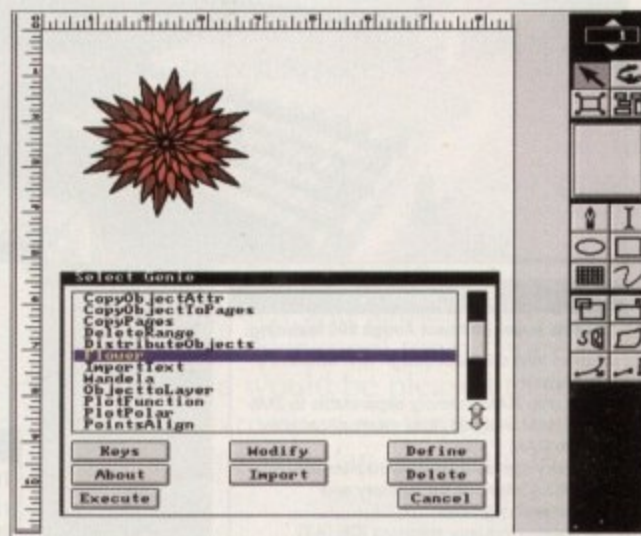 1
Select Genie
CopyObjectAttr
CopyObjectToPages
CopyPages
DeleteRange
DistributeObjects
Flower
ImportText
Mandela
ObjecttoLayer
PlotFunction
PlotPolar
PointsAlign
Keys
Modify
Define
About
Import
Delete
Execute
Cancel